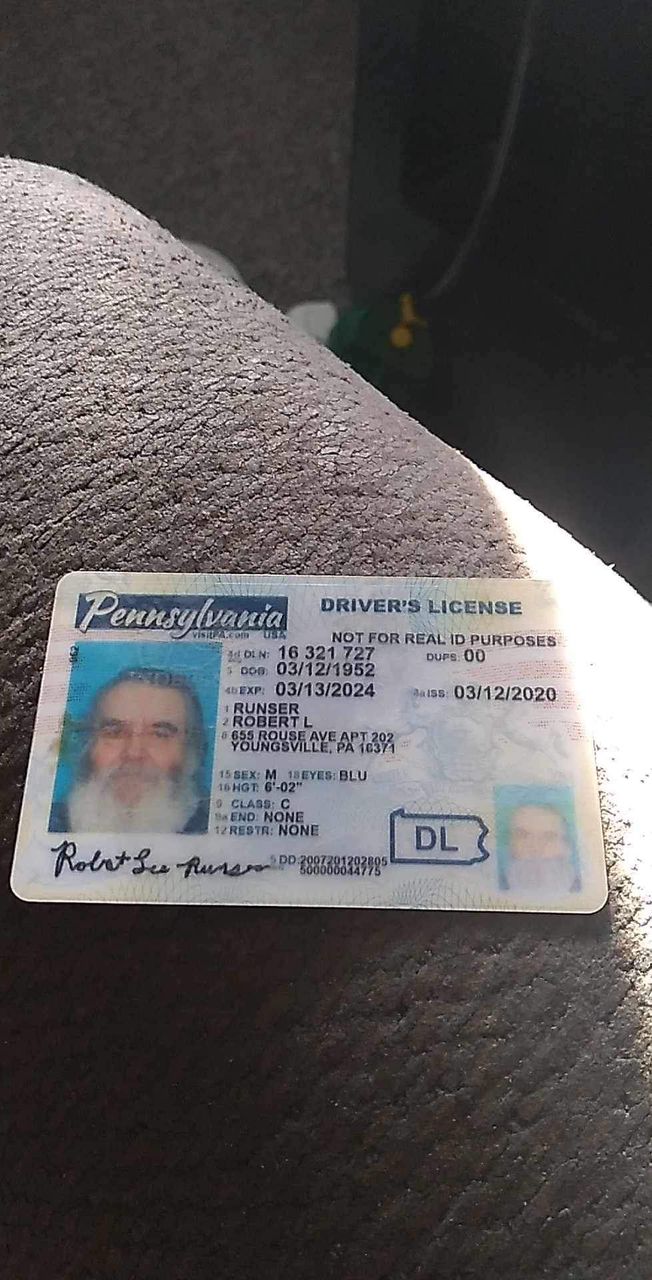 Pennsylvania
visitPA.com USA
DRIVER'S LICENSE
NOT FOR REAL ID PURPOSES
4d DLN: 16 321 727
DUPS: 00
3 DOB: 03/12/1952
4b EXP: 03/13/2024
4a ISS: 03/12/2020
1 RUNSER
2 ROBERT L
8 655 ROUSE AVE APT 202
YOUNGSVILLE, PA 16371
15 SEX: M 18 EYES: BLU
16 HGT: 6'-02"
9 CLASS: C
9a END: NONE
12 RESTR: NONE
DL
Robert Lee Runser
5 DD: 2007201202805
500000044775